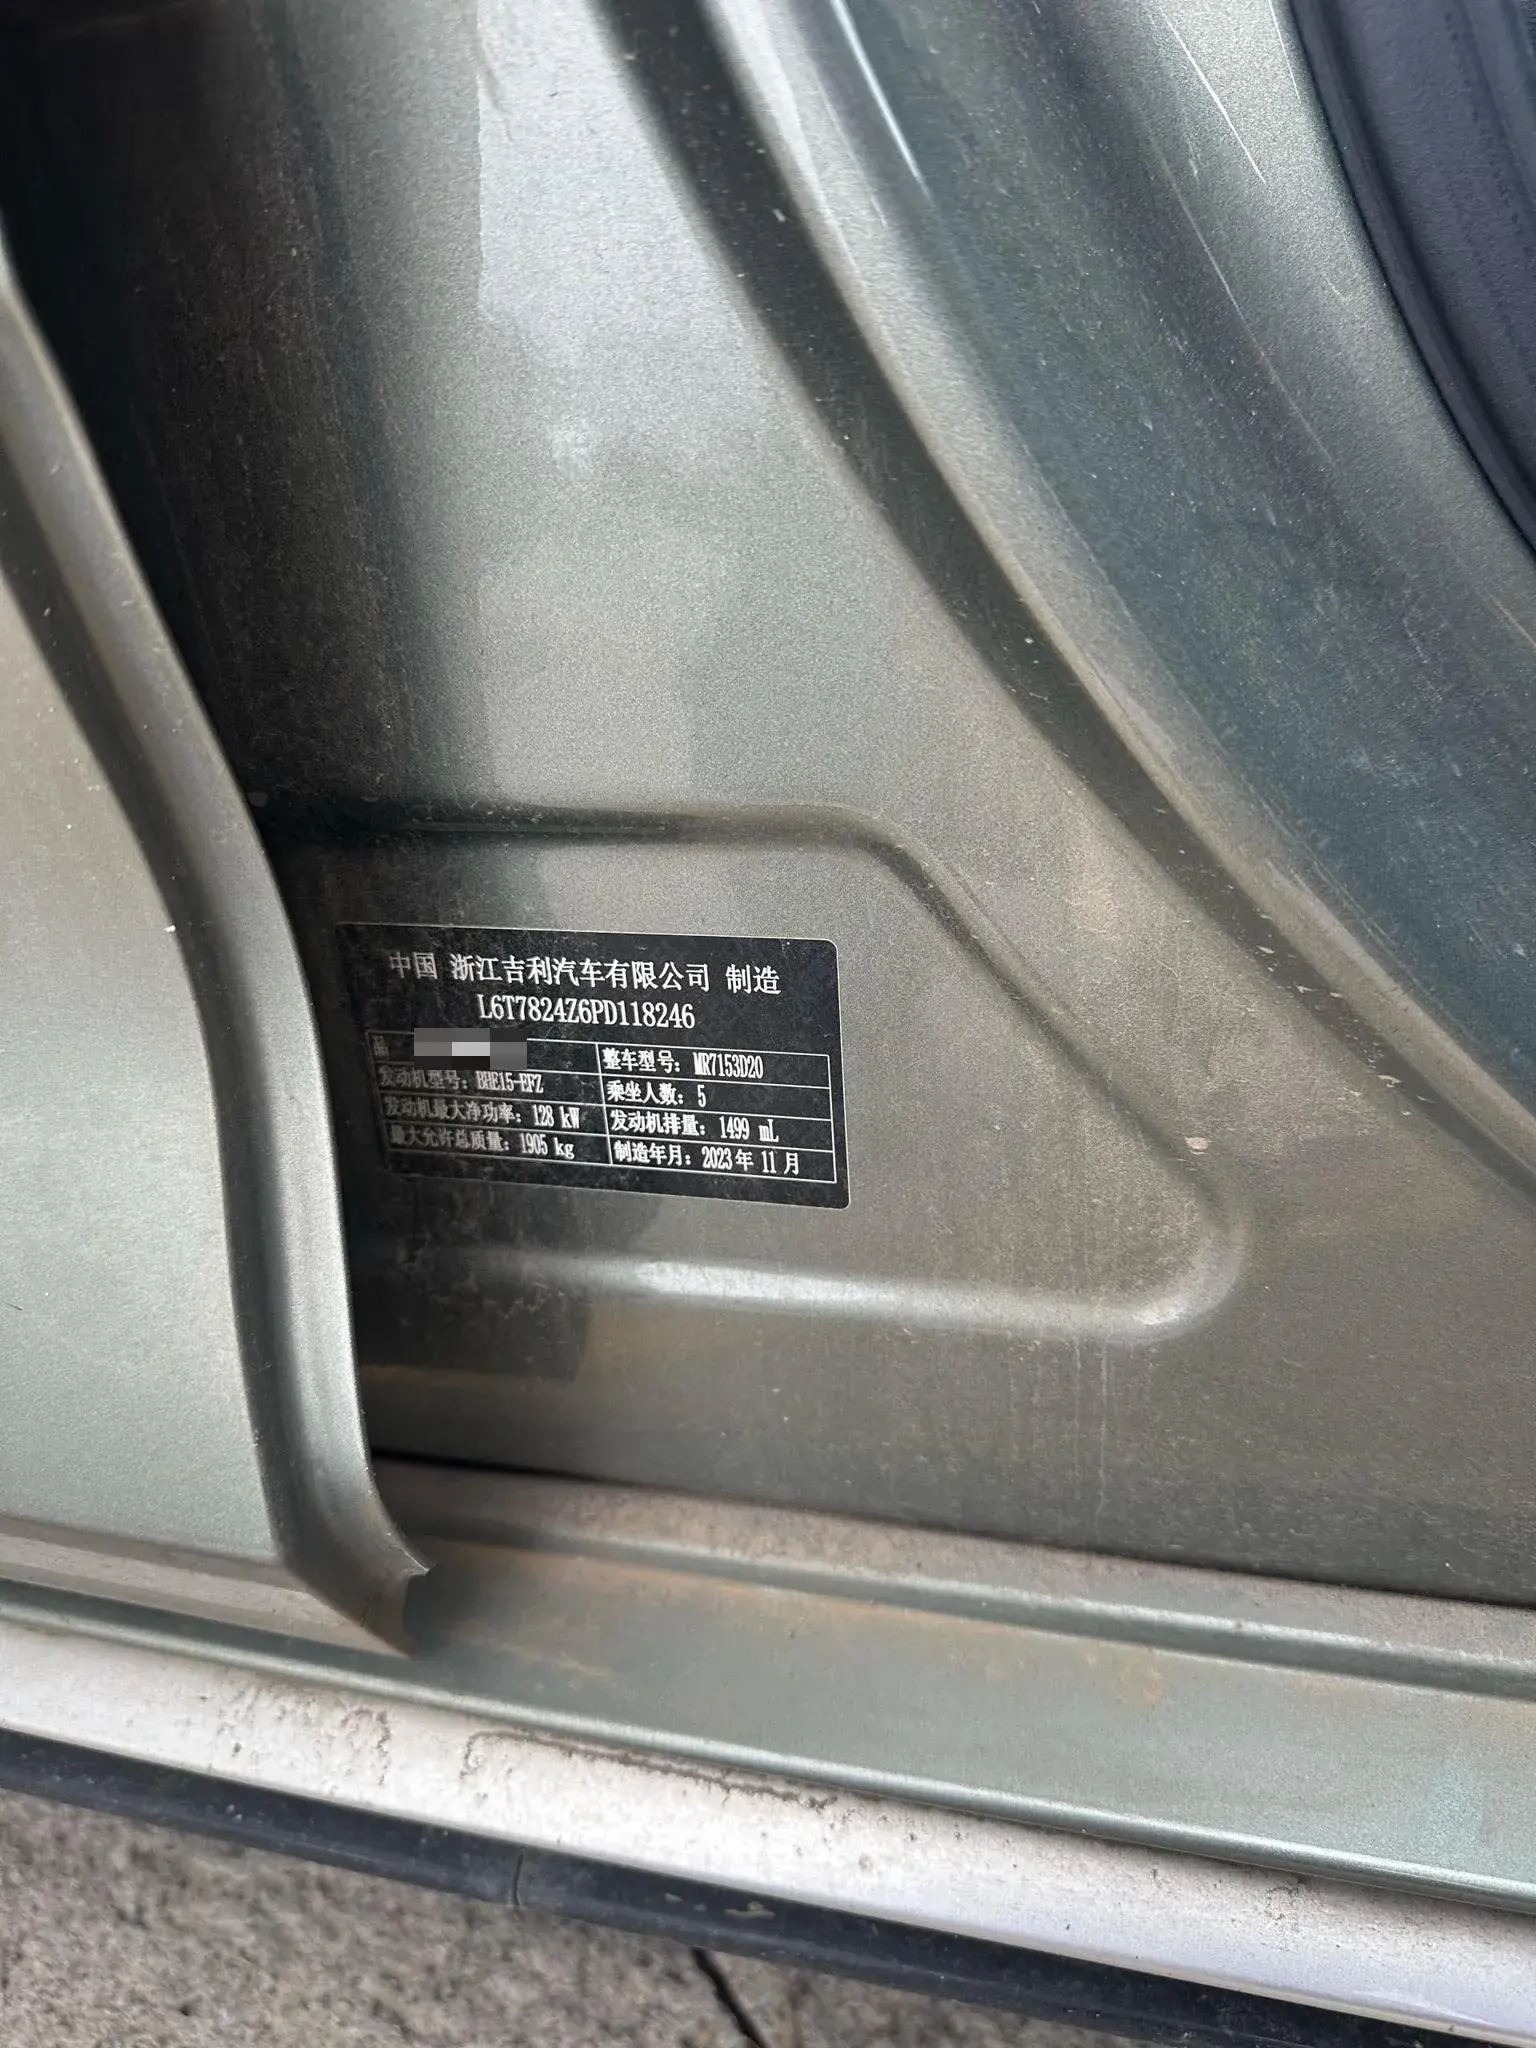 中国 浙江吉利汽车有限公司 制造
L6T7824Z6PD118246
品
整车型号：MR7153D20
发动机型号：BHE15-EFZ
乘坐人数：5
发动机最大净功率：128 kW
发动机排量：1499 mL
最大允许总质量：1905 kg
制造年月：2023年 11月